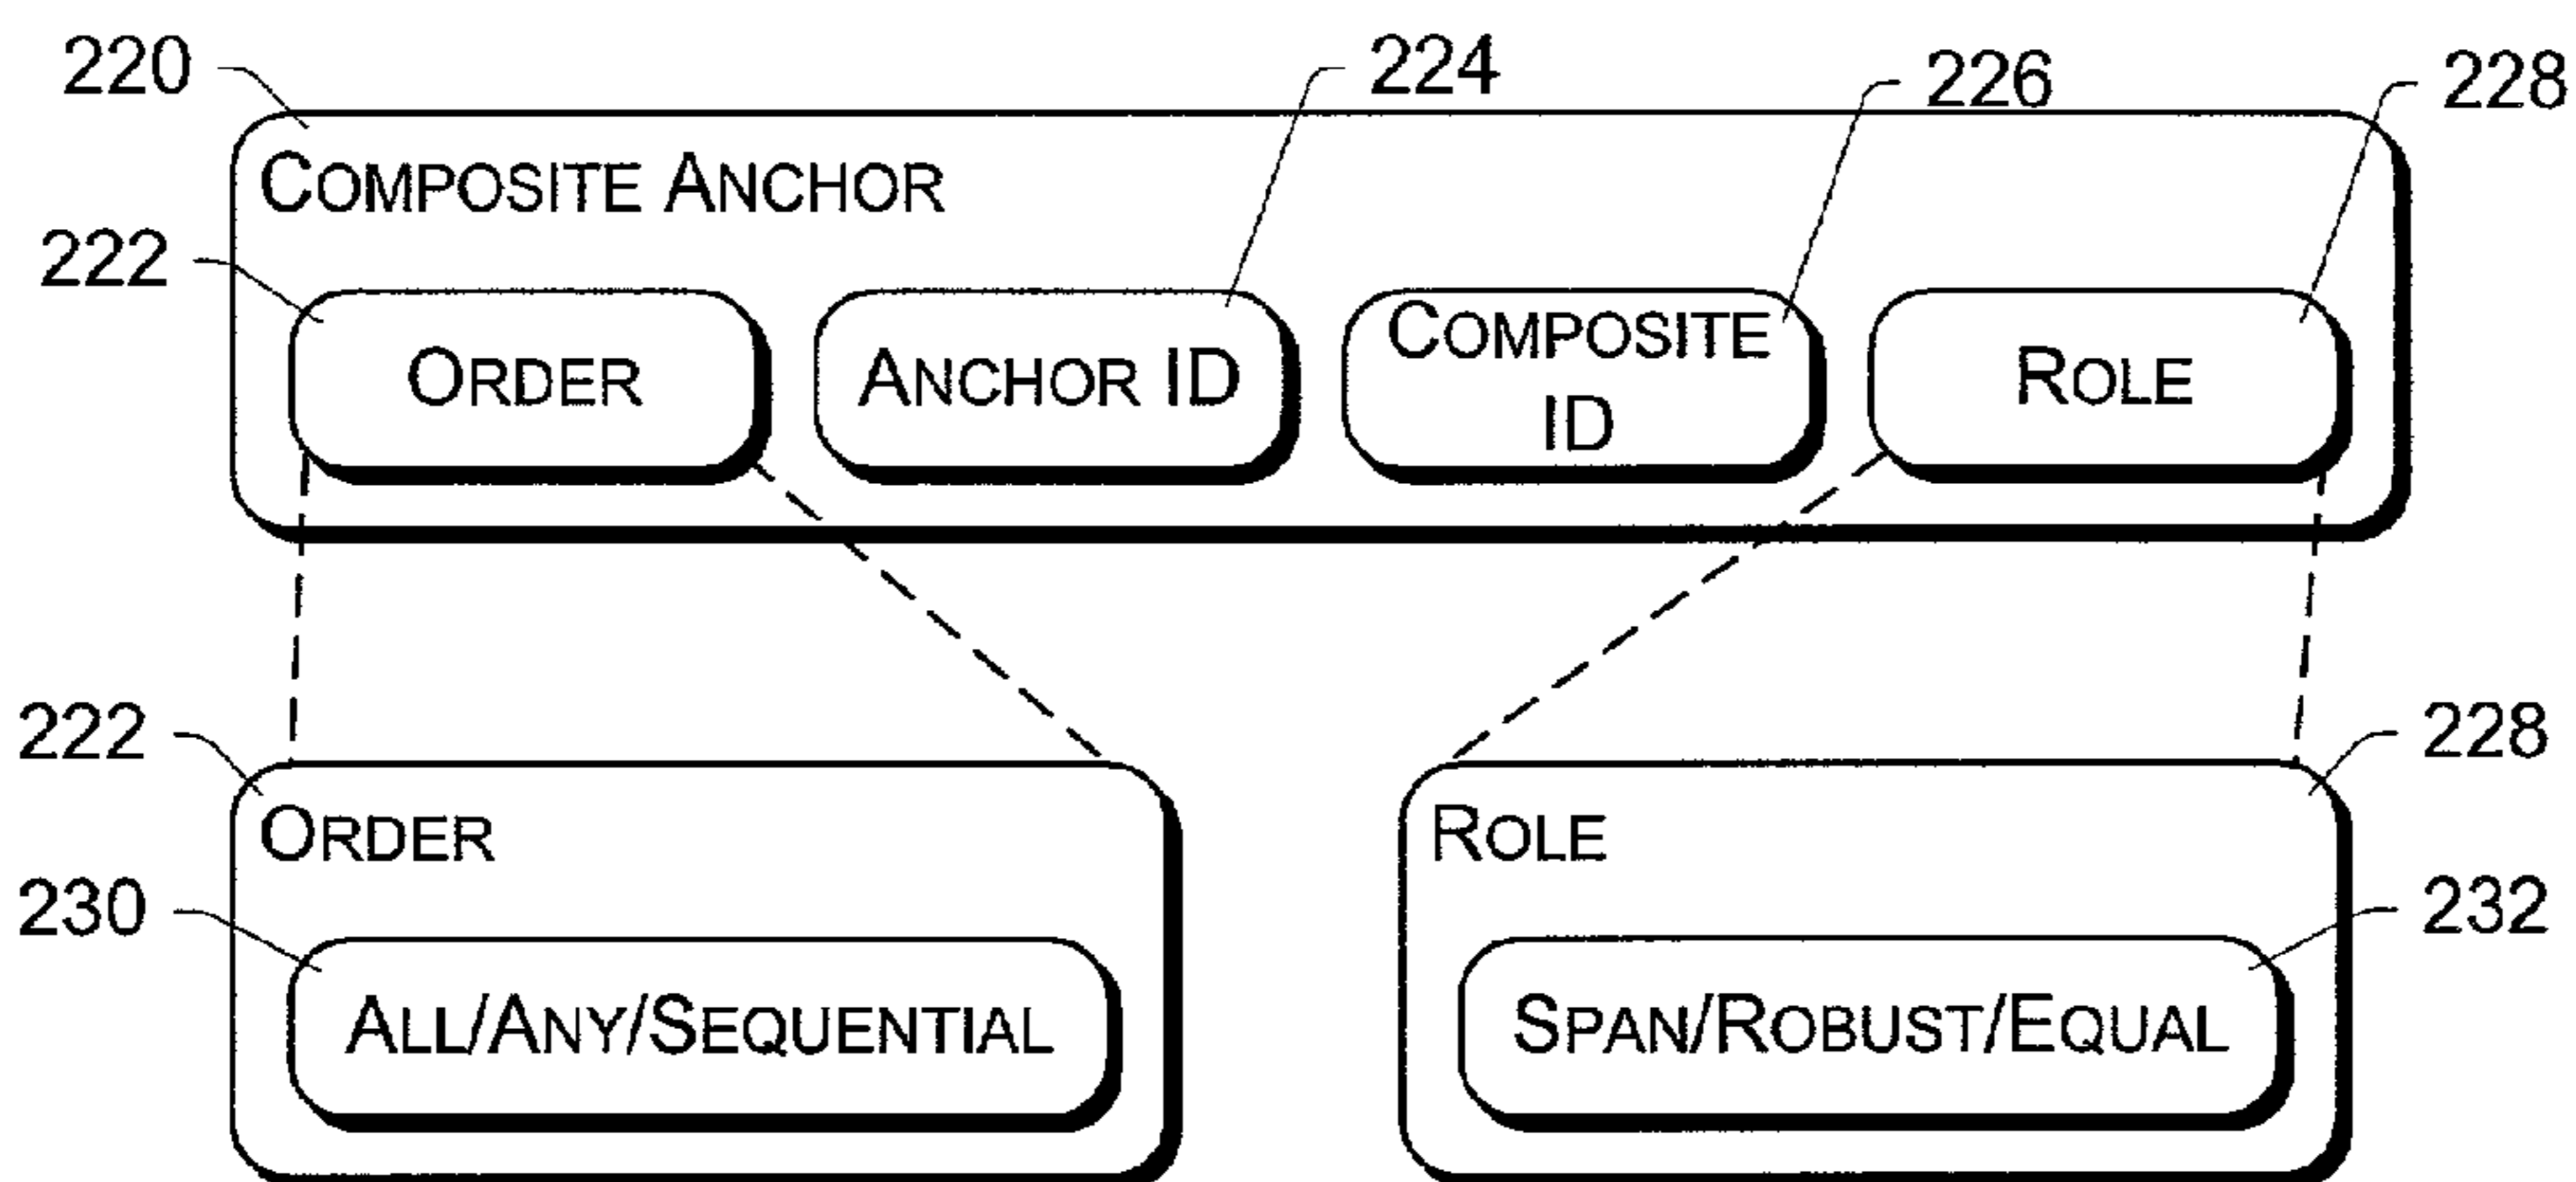 220
224
226
228
COMPOSITE ANCHOR
222
ORDER
ANCHOR ID
COMPOSITE
ID
ROLE
222
228
ORDER
ROLE
230
232
ALL/ANY/SEQUENTIAL
SPAN/ROBUST/EQUAL